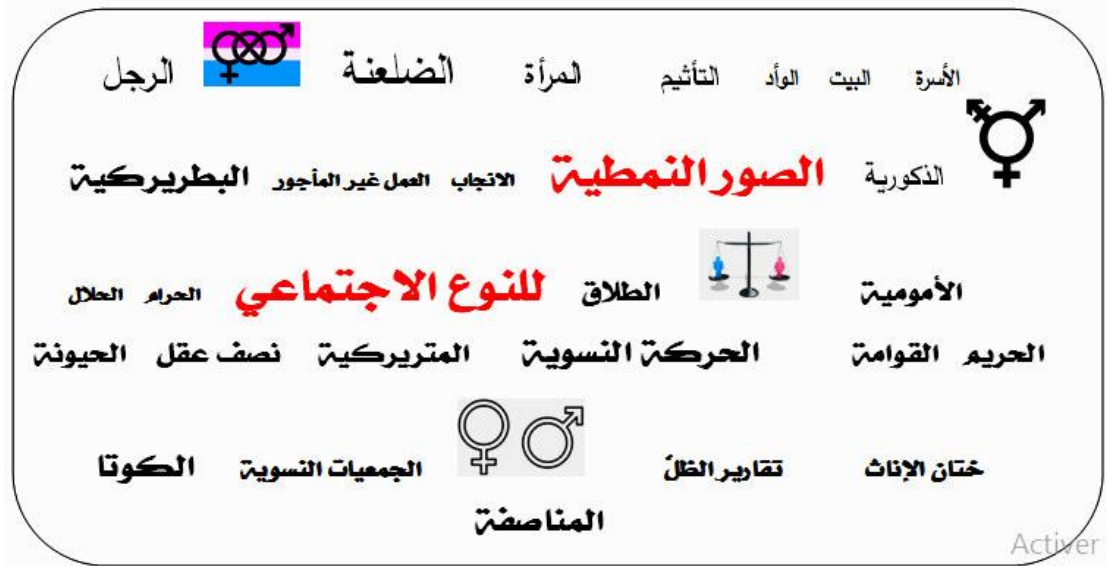 الأسرة البيت الوأد التأثيم المرأة الضلعنة الرجل
الذكورية الصور النمطية الانجاب العمل غير المأجور البطريركية
الأمومية الطلاق للنوع الاجتماعي الحرام الحلال
الحريم القوامة الحركة النسوية المتريركية نصف عقل الحيونة
ختان الإناث تقارير الظلّ الجمعيات النسوية الكوتا
المناصفة
Activer